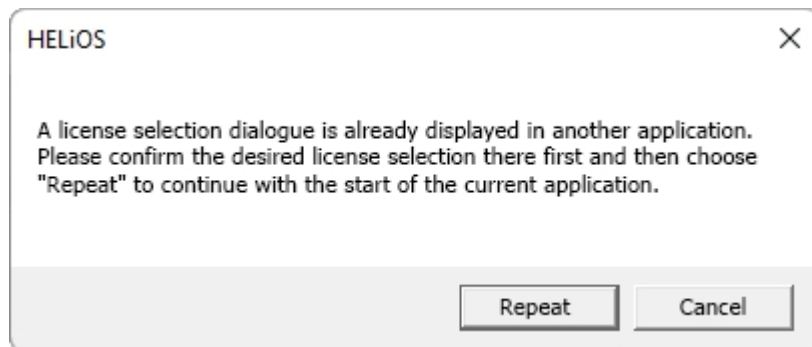 HELiOS
A license selection dialogue is already displayed in another application.
Please confirm the desired license selection there first and then choose
"Repeat" to continue with the start of the current application.
Repeat Cancel